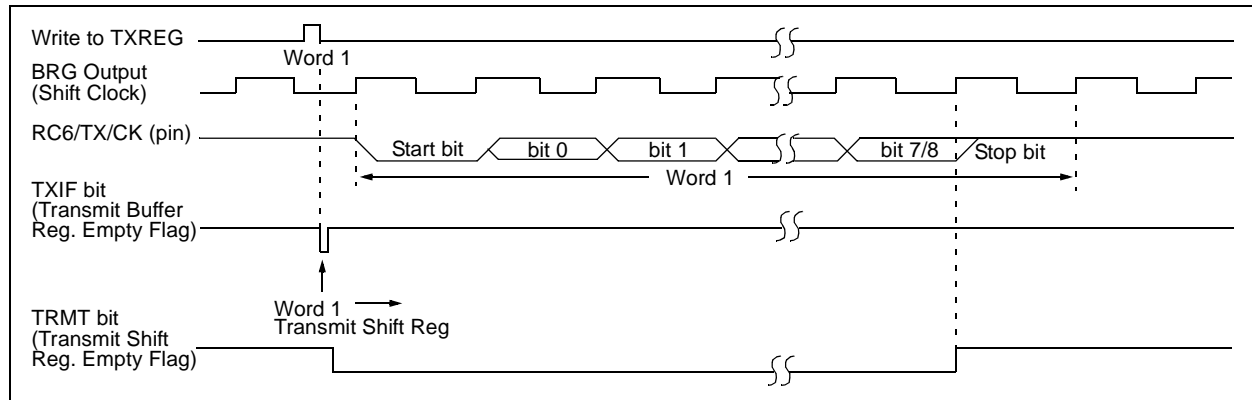 Write to TXREG
Word 1
BRG Output
(Shift Clock)
RC6/TX/CK (pin)
Start bit
bit 0
bit 1
bit 7/8
Stop bit
Word 1
TXIF bit
(Transmit Buffer
Reg. Empty Flag)
Word 1
Transmit Shift Reg
TRMT bit
(Transmit Shift
Reg. Empty Flag)